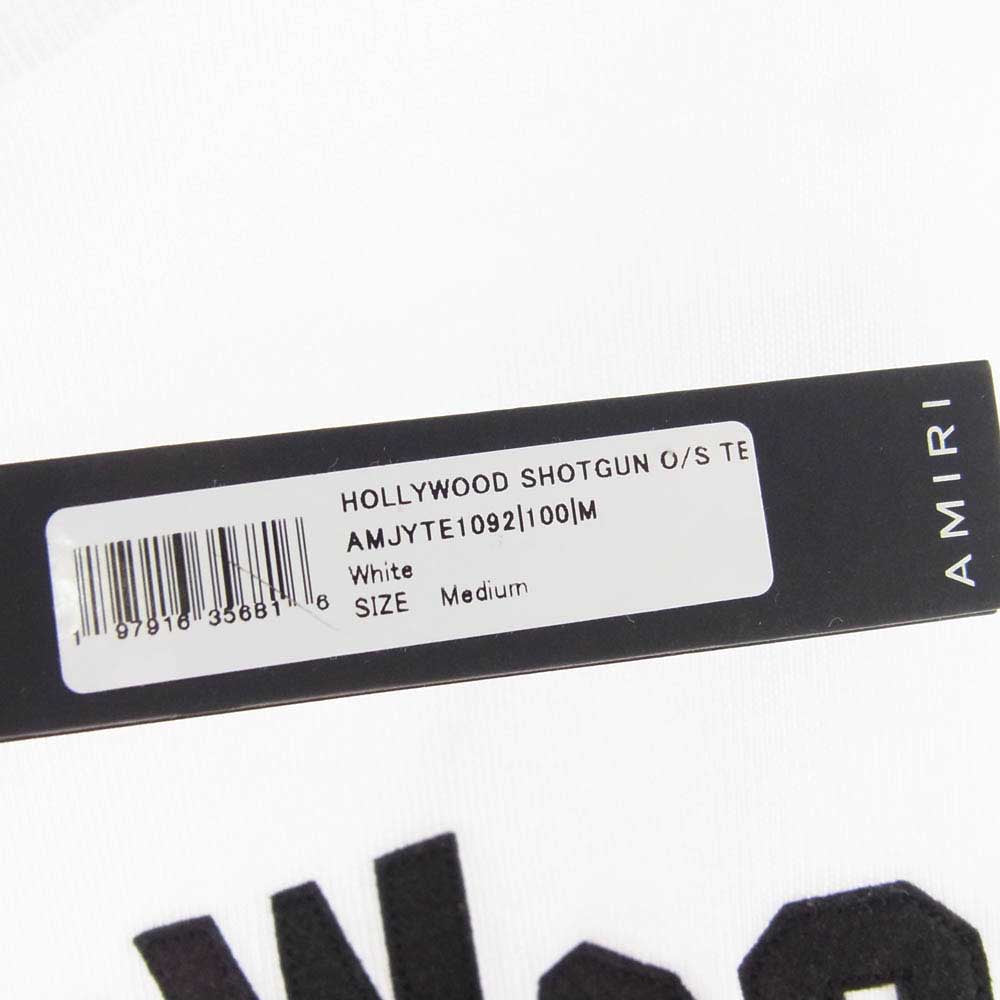 HOLLYWOOD SHOTGUN O/S TE
AMJYTE1092|100|M
White
SIZE Medium
1 97916 35681 6
AMIRI